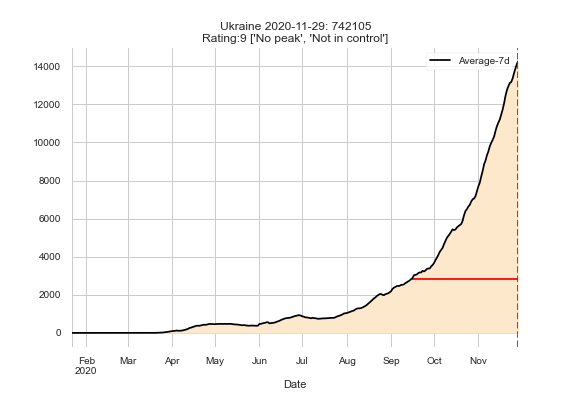 Ukraine 2020-11-29: 742105
Rating:9 ['No peak', 'Not in control']
Average-7d
14000
12000
10000
8000
6000
4000
2000
0
Feb Mar Apr May Jun Jul Aug Sep Oct Nov
2020
Date